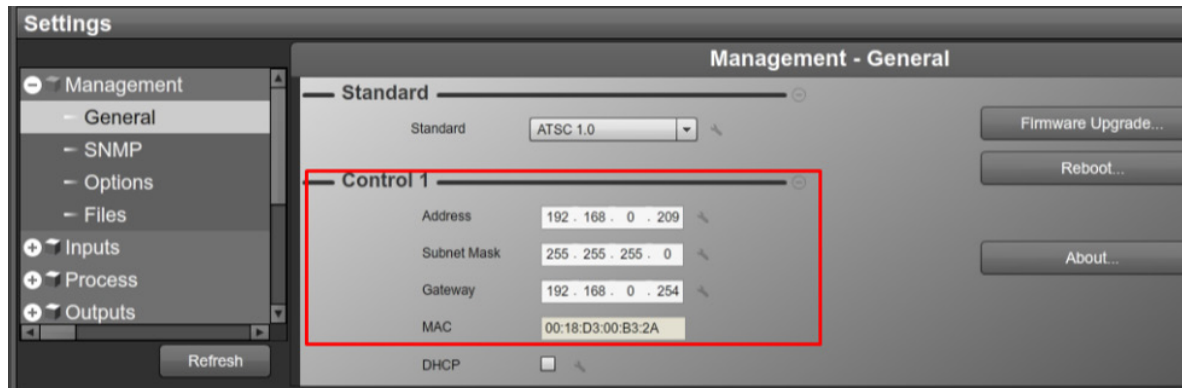 Settings
Management - General
Management
General
SNMP
Options
Files
Inputs
Process
Outputs
Refresh
Standard
Standard ATSC 1.0
Control 1
Address 192 . 168 . 0 . 209
Subnet Mask 255 . 255 . 255 . 0
Gateway 192 . 168 . 0 . 254
MAC 00:18:D3:00:B3:2A
DHCP
Firmware Upgrade...
Reboot...
About...